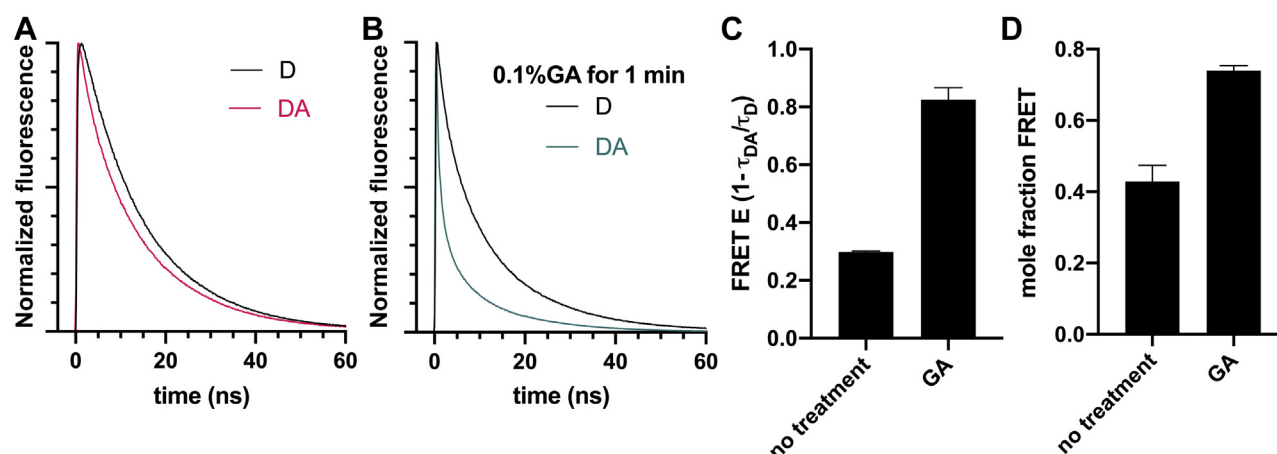 A
Normalized fluorescence
D
DA
0
20
40
60
time (ns)
B
Normalized fluorescence
0.1%GA for 1 min
D
DA
0
20
40
60
time (ns)
C
FRET E (1- τDA/τD)
1.0
0.8
0.6
0.4
0.2
0.0
no treatment
GA
D
mole fraction FRET
0.8
0.6
0.4
0.2
0.0
no treatment
GA